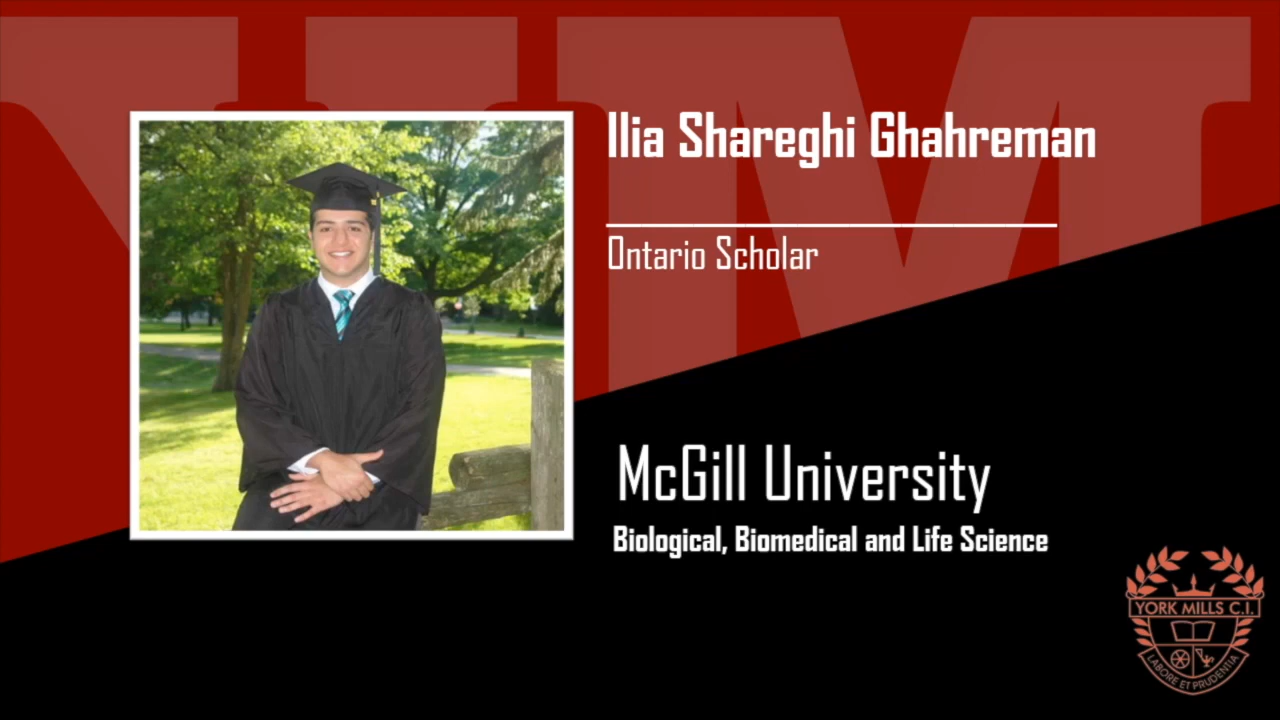 Ilia Shareghi Ghahreman
Ontario Scholar
McGill University
Biological, Biomedical and Life Science
YORK MILLS C.I.
LABORE ET PRUDENTIA